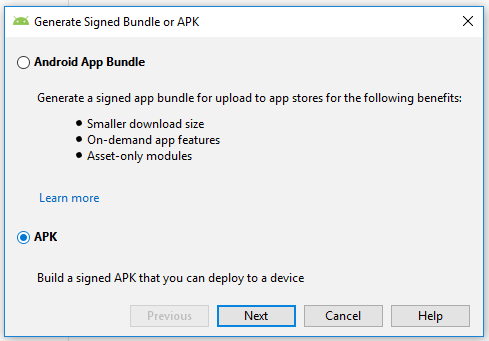 Generate Signed Bundle or APK
Android App Bundle
Generate a signed app bundle for upload to app stores for the following benefits:
• Smaller download size
• On-demand app features
• Asset-only modules
Learn more
APK
Build a signed APK that you can deploy to a device
Previous Next Cancel Help